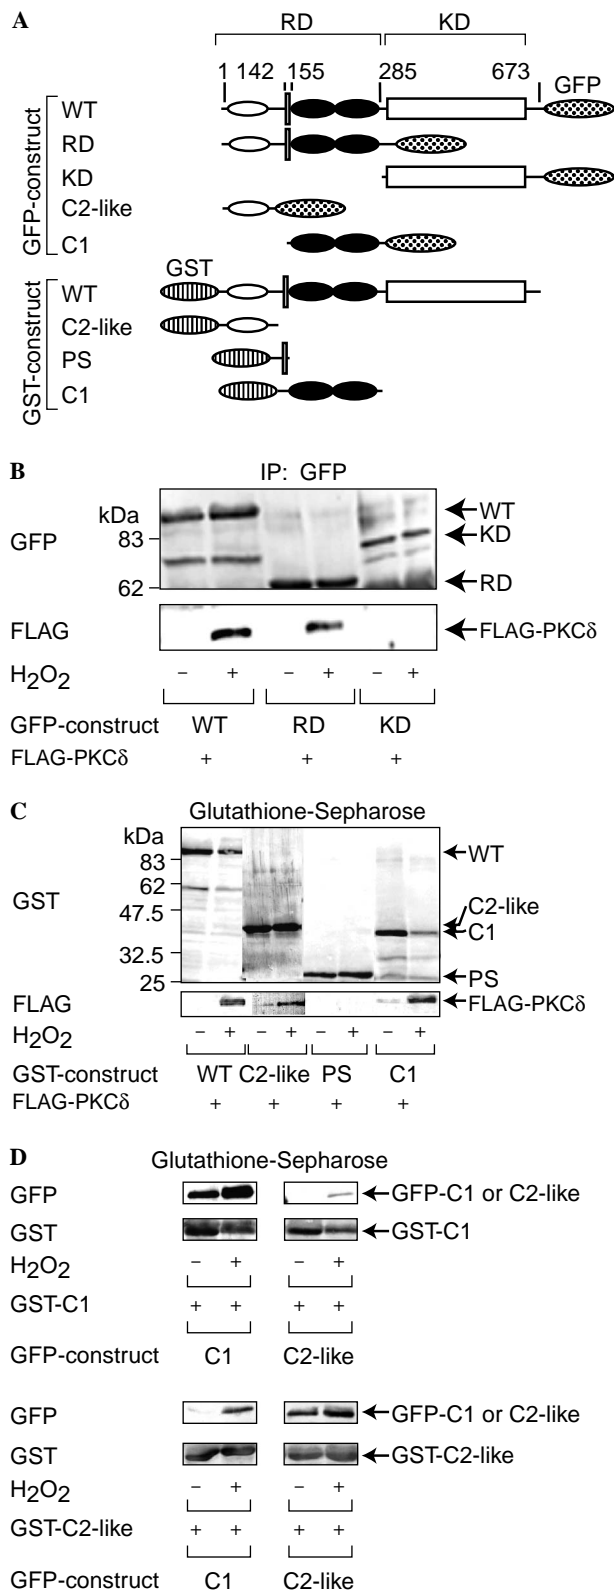 A
RD KD
1 142 155 285 673 GFP
GFP-construct
WT
RD
KD
C2-like
C1
GST-construct
GST
WT
C2-like
PS
C1
B
IP: GFP
kDa
GFP
83
62
WT
KD
RD
FLAG
FLAG-PKCδ
H2O2 − + − + − +
GFP-construct WT RD KD
FLAG-PKCδ + + +
C
Glutathione-Sepharose
kDa
GST
83
62
47.5
32.5
25
WT
C2-like
C1
PS
FLAG
FLAG-PKCδ
H2O2 − + − + − + − +
GST-construct WT C2-like PS C1
FLAG-PKCδ + + + +
D
Glutathione-Sepharose
GFP GFP-C1 or C2-like
GST GST-C1
H2O2 − + − +
GST-C1 + + + +
GFP-construct C1 C2-like
GFP GFP-C1 or C2-like
GST GST-C2-like
H2O2 − + − +
GST-C2-like + + + +
GFP-construct C1 C2-like